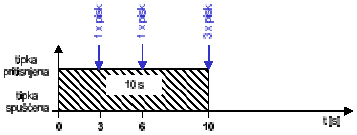 1 x pisk
1 x pisk
3 x pisk
tipka
pritisnjena
10 s
tipka
spuščena
t [s]
0
3
6
10